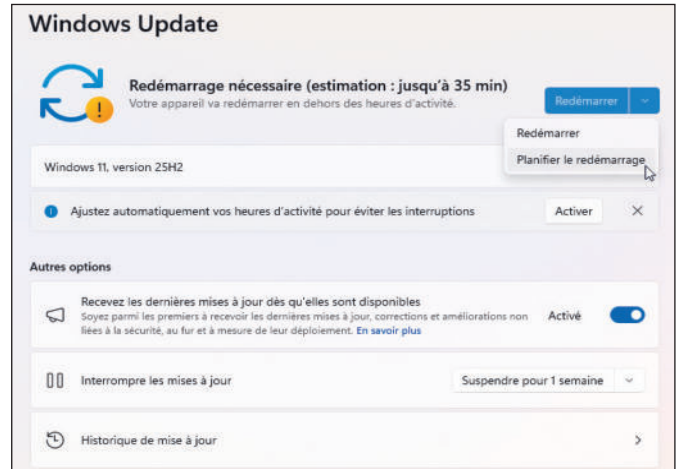 Windows Update
Redémarrage nécessaire (estimation : jusqu'à 35 min)
Votre appareil va redémarrer en dehors des heures d'activité.
Redémarrer
Redémarrer
Planifier le redémarrage
Windows 11, version 25H2
Ajustez automatiquement vos heures d'activité pour éviter les interruptions
Activer
Autres options
Recevez les dernières mises à jour dès qu'elles sont disponibles
Soyez parmi les premiers à recevoir les dernières mises à jour, corrections et améliorations non
liées à la sécurité, au fur et à mesure de leur déploiement. En savoir plus
Activé
Interrompre les mises à jour
Suspendre pour 1 semaine
Historique de mise à jour